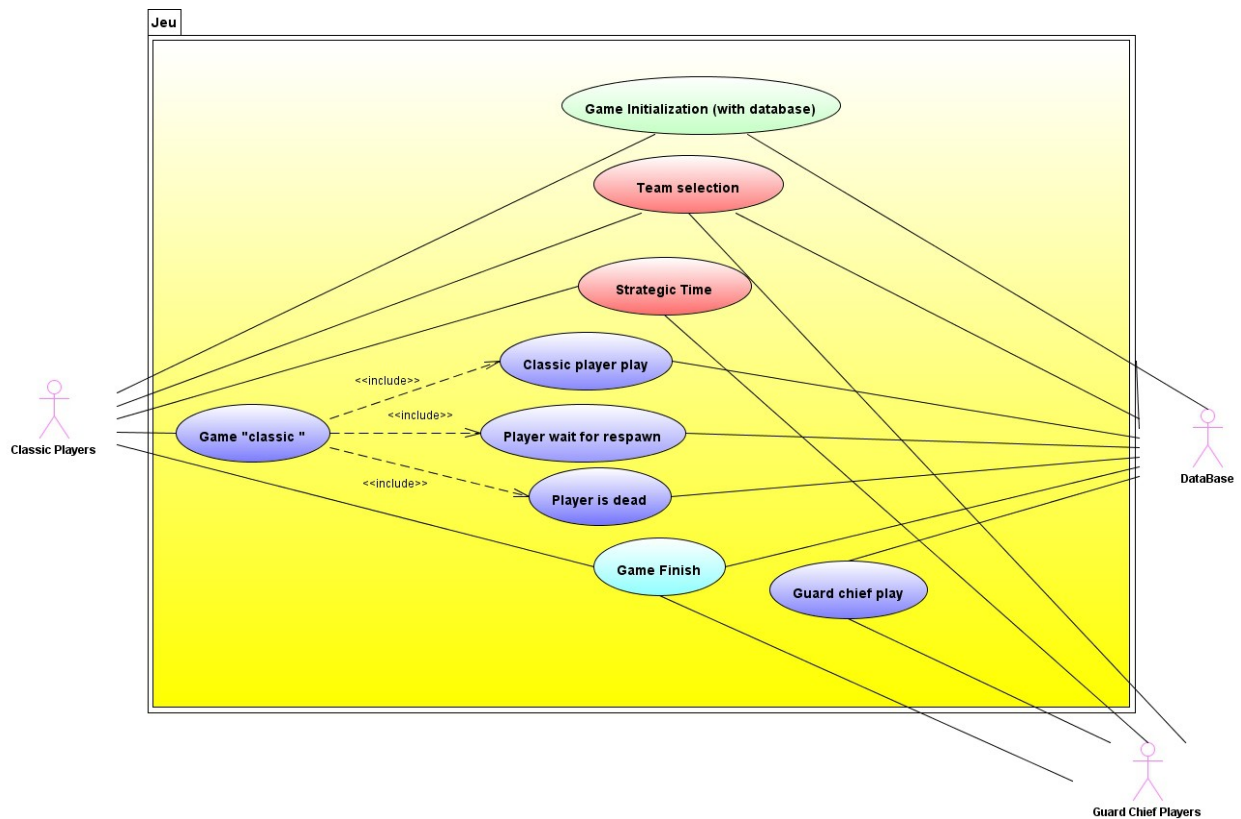 Jeu
Game Initialization (with database)
Team selection
Strategic Time
Classic player play
<<include>>
<<include>>
Game "classic "
Player wait for respawn
Classic Players
DataBase
<<include>>
Player is dead
Game Finish
Guard chief play
Guard Chief Players